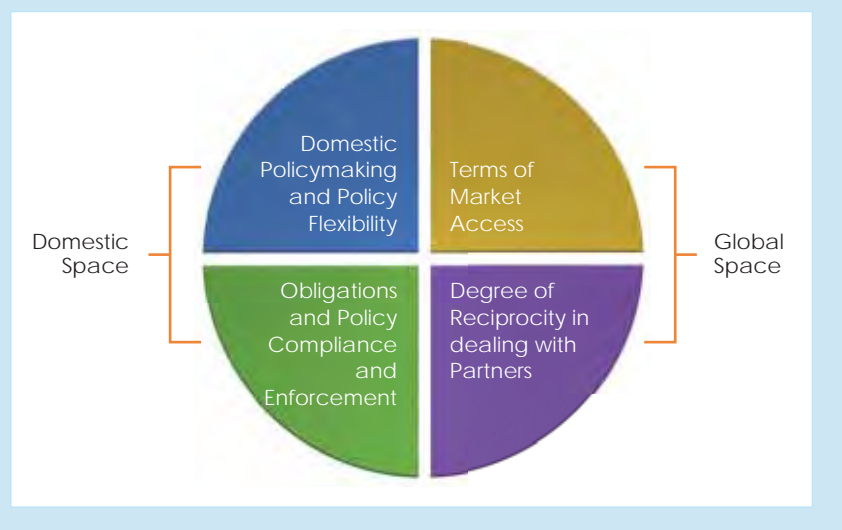 Domestic
Policymaking
and Policy
Flexibility
Terms of
Market
Access
Domestic
Space
Global
Space
Obligations
and Policy
Compliance
and
Enforcement
Degree of
Reciprocity in
dealing with
Partners